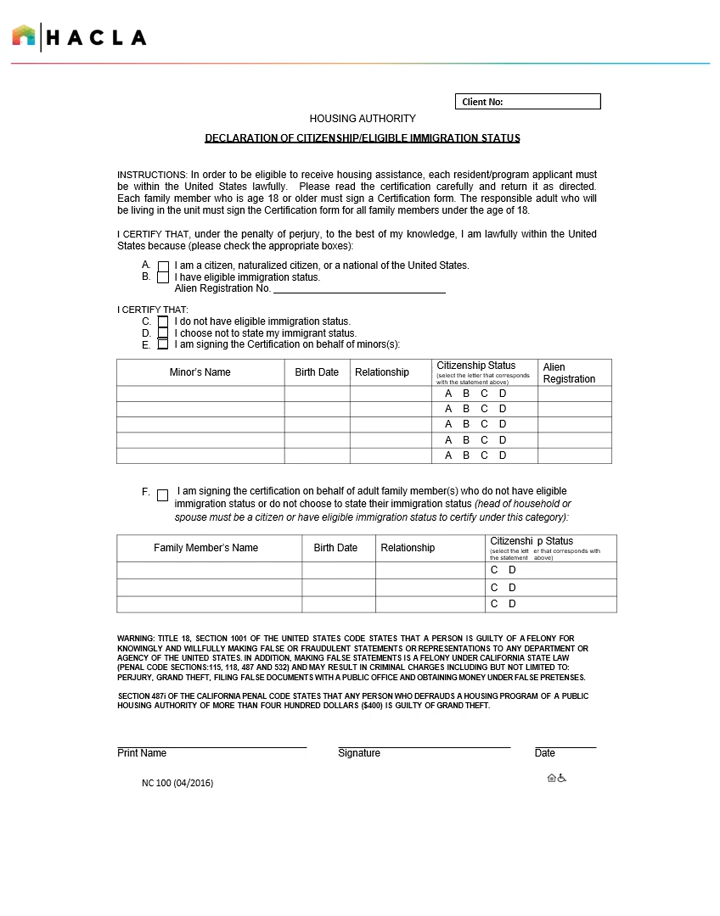 HACLA
Client No:
HOUSING AUTHORITY
DECLARATION OF CITIZENSHIP/ELIGIBLE IMMIGRATION STATUS
INSTRUCTIONS: In order to be eligible to receive housing assistance, each resident/program applicant must
be within the United States lawfully. Please read the certification carefully and return it as directed.
Each family member who is age 18 or older must sign a Certification form. The responsible adult who will
be living in the unit must sign the Certification form for all family members under the age of 18.
I CERTIFY THAT, under the penalty of perjury, to the best of my knowledge, I am lawfully within the United
States because (please check the appropriate boxes):
A. I am a citizen, naturalized citizen, or a national of the United States.
B. I have eligible immigration status.
Alien Registration No. ________________________________
I CERTIFY THAT:
C. I do not have eligible immigration status.
D. I choose not to state my immigrant status.
E. I am signing the Certification on behalf of minors(s):
Minor's Name Birth Date Relationship Citizenship Status Alien
(select the letter that corresponds Registration
with the statement above)
A B C D
A B C D
A B C D
A B C D
A B C D
F. I am signing the certification on behalf of adult family member(s) who do not have eligible
immigration status or do not choose to state their immigration status (head of household or
spouse must be a citizen or have eligible immigration status to certify under this category):
Family Member's Name Birth Date Relationship Citizenshi p Status
(select the lett er that corresponds with
the statement above)
C D
C D
C D
WARNING: TITLE 18, SECTION 1001 OF THE UNITED STATES CODE STATES THAT A PERSON IS GUILTY OF A FELONY FOR
KNOWINGLY AND WILLFULLY MAKING FALSE OR FRAUDULENT STATEMENTS OR REPRESENTATIONS TO ANY DEPARTMENT OR
AGENCY OF THE UNITED STATES. IN ADDITION, MAKING FALSE STATEMENTS IS A FELONY UNDER CALIFORNIA STATE LAW
(PENAL CODE SECTIONS:115, 118, 487 AND 532) AND MAY RESULT IN CRIMINAL CHARGES INCLUDING BUT NOT LIMITED TO:
PERJURY, GRAND THEFT, FILING FALSE DOCUMENTS WITH A PUBLIC OFFICE AND OBTAINING MONEY UNDER FALSE PRETENSES.
SECTION 487i OF THE CALIFORNIA PENAL CODE STATES THAT ANY PERSON WHO DEFRAUDS A HOUSING PROGRAM OF A PUBLIC
HOUSING AUTHORITY OF MORE THAN FOUR HUNDRED DOLLARS ($400) IS GUILTY OF GRAND THEFT.
Print Name Signature Date
NC 100 (04/2016)